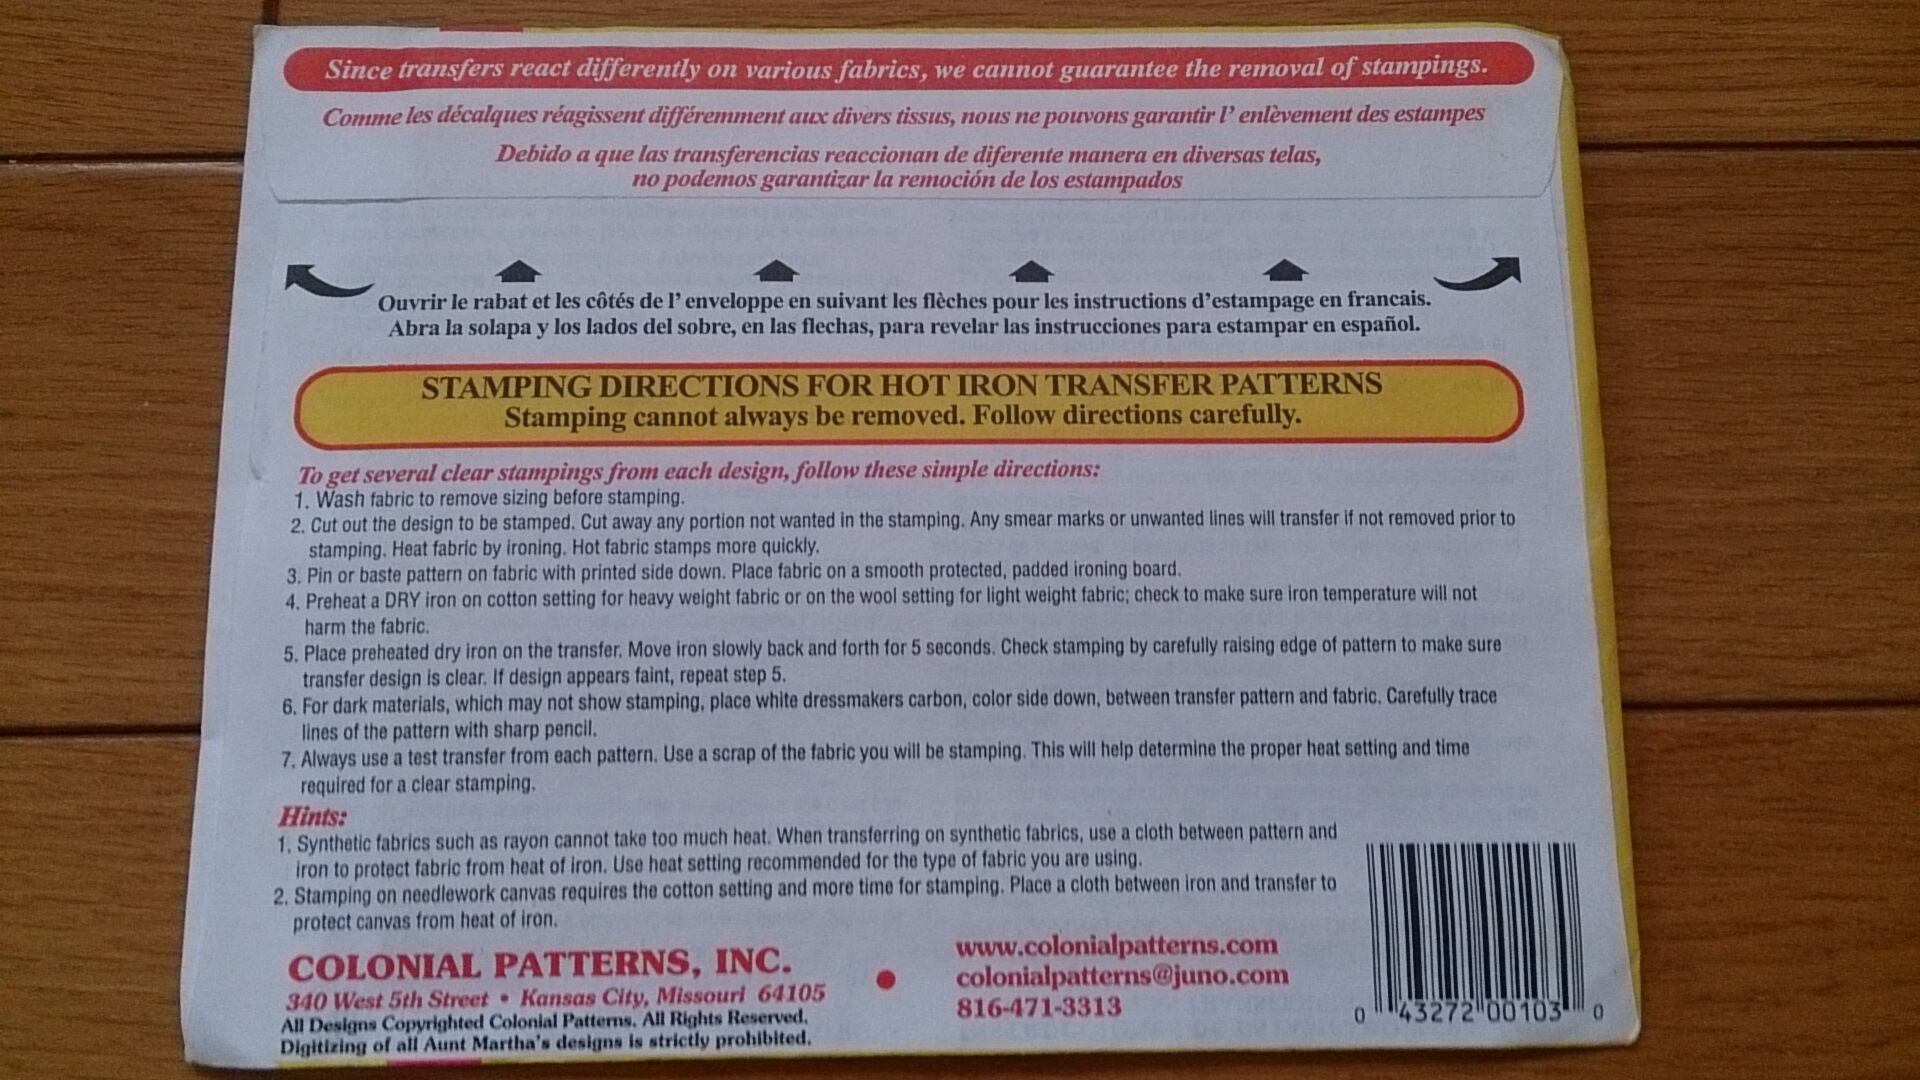 Since transfers react differently on various fabrics, we cannot guarantee the removal of stampings.
Comme les décalques réagissent différemment aux divers tissus, nous ne pouvons garantir l' enlèvement des estampes
Debido a que las transferencias reaccionan de diferente manera en diversas telas,
no podemos garantizar la remoción de los estampados
Ouvrir le rabat et les côtés de l' enveloppe en suivant les flèches pour les instructions d'estampage en francais.
Abra la solapa y los lados del sobre, en las flechas, para revelar las instrucciones para estampar en español.
STAMPING DIRECTIONS FOR HOT IRON TRANSFER PATTERNS
Stamping cannot always be removed. Follow directions carefully.
To get several clear stampings from each design, follow these simple directions:
1. Wash fabric to remove sizing before stamping.
2. Cut out the design to be stamped. Cut away any portion not wanted in the stamping. Any smear marks or unwanted lines will transfer if not removed prior to
stamping. Heat fabric by ironing. Hot fabric stamps more quickly.
3. Pin or baste pattern on fabric with printed side down. Place fabric on a smooth protected, padded ironing board.
4. Preheat a DRY iron on cotton setting for heavy weight fabric or on the wool setting for light weight fabric; check to make sure iron temperature will not
harm the fabric.
5. Place preheated dry iron on the transfer. Move iron slowly back and forth for 5 seconds. Check stamping by carefully raising edge of pattern to make sure
transfer design is clear. If design appears faint, repeat step 5.
6. For dark materials, which may not show stamping, place white dressmakers carbon, color side down, between transfer pattern and fabric. Carefully trace
lines of the pattern with sharp pencil.
7. Always use a test transfer from each pattern. Use a scrap of the fabric you will be stamping. This will help determine the proper heat setting and time
required for a clear stamping.
Hints:
1. Synthetic fabrics such as rayon cannot take too much heat. When transferring on synthetic fabrics, use a cloth between pattern and
iron to protect fabric from heat of iron. Use heat setting recommended for the type of fabric you are using.
2. Stamping on needlework canvas requires the cotton setting and more time for stamping. Place a cloth between iron and transfer to
protect canvas from heat of iron.
COLONIAL PATTERNS, INC.
340 West 5th Street • Kansas City, Missouri 64105
All Designs Copyrighted Colonial Patterns. All Rights Reserved.
Digitizing of all Aunt Martha's designs is strictly prohibited.
www.colonialpatterns.com
colonialpatterns@juno.com
816-471-3313
0 43272 00103 0